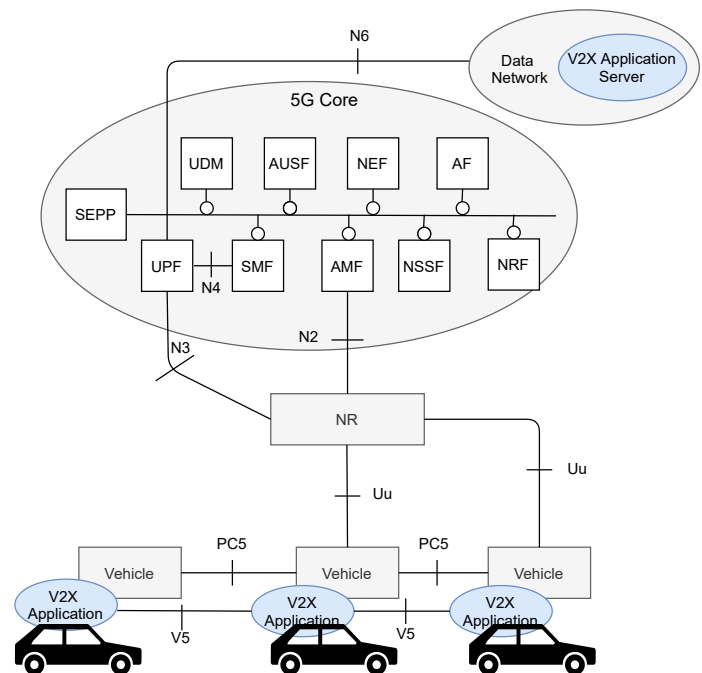 N6
Data
Network
V2X Application
Server
5G Core
UDM
AUSF
NEF
AF
SEPP
UPF
N4
SMF
AMF
NSSF
NRF
N2
N3
NR
Uu
Uu
PC5
PC5
Vehicle
Vehicle
Vehicle
V2X
Application
V2X
Application
V2X
Application
V5
V5